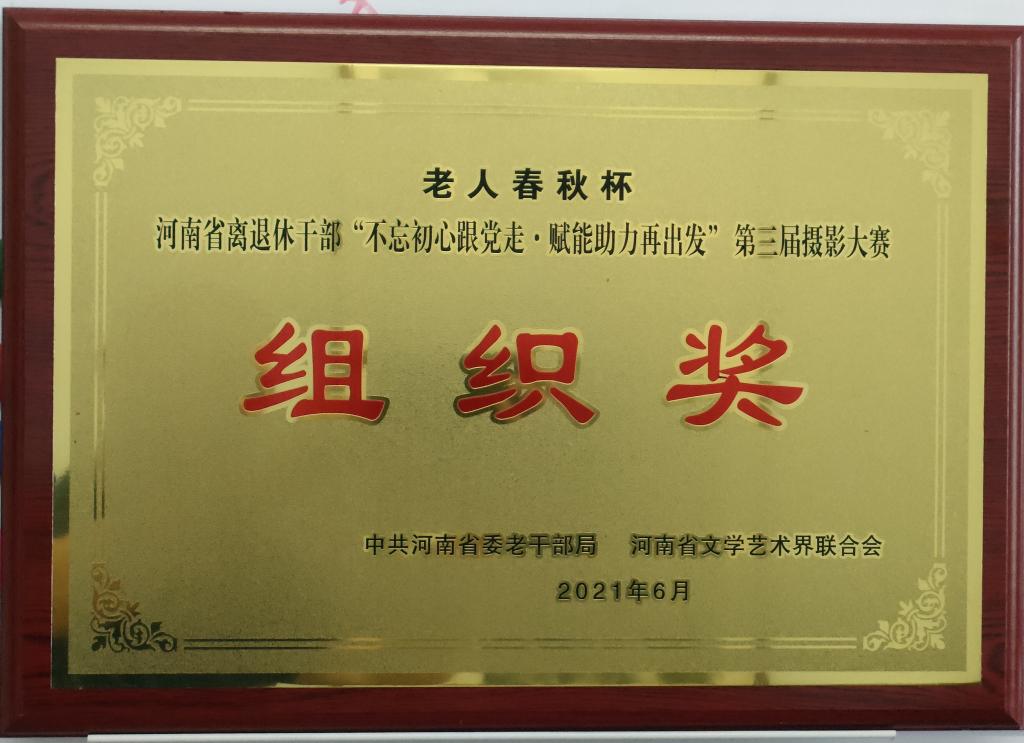 老人春秋杯
河南省离退休干部“不忘初心跟党走·赋能助力再出发”第三届摄影大赛
组织奖
中共河南省委老干部局 河南省文学艺术界联合会
2021年6月